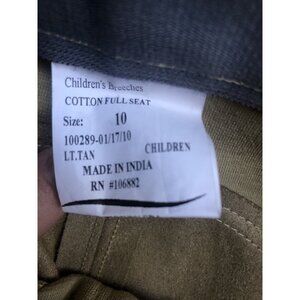 Children's Breeches
COTTON FULL SEAT
Size: 10
100289-01/17/10
LT.TAN CHILDREN
MADE IN INDIA
RN #106882